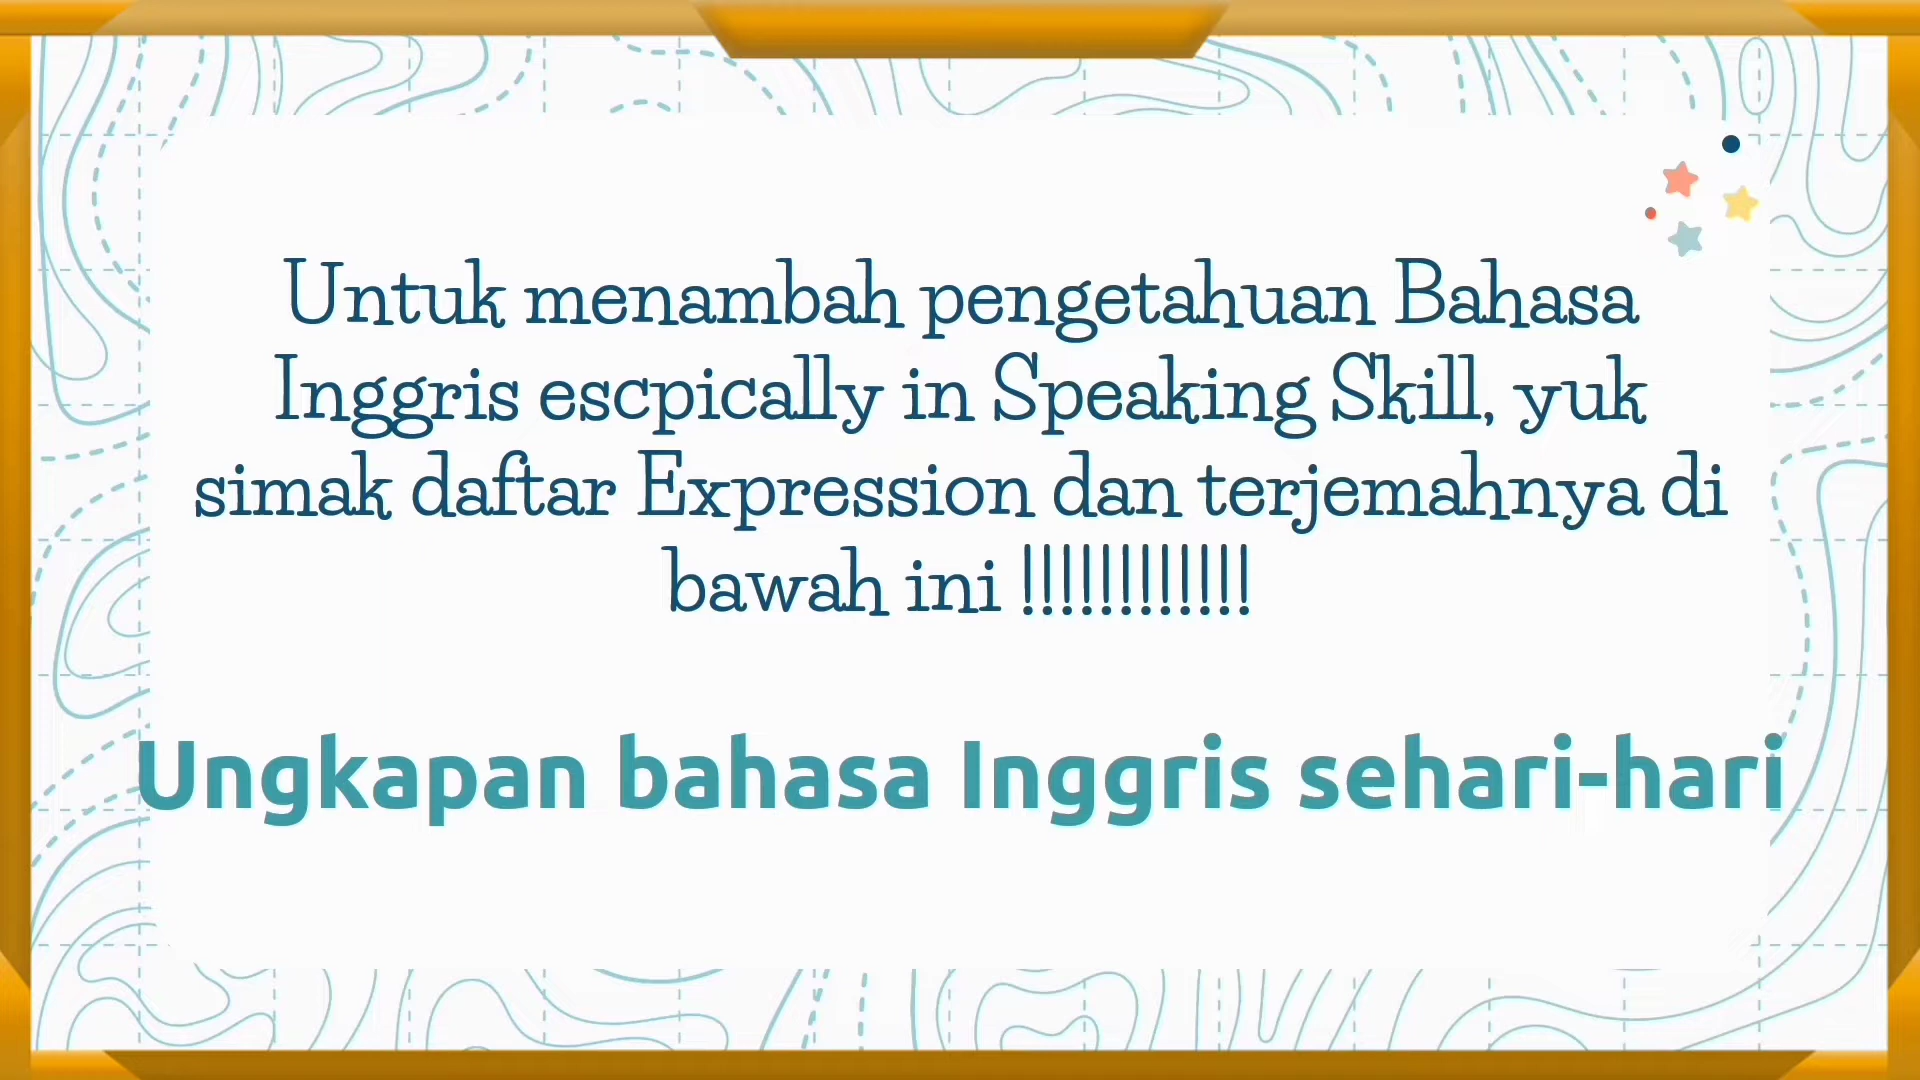 Untuk menambah pengetahuan Bahasa
Inggris escpically in Speaking Skill, yuk
simak daftar Expression dan terjemahnya di
bawah ini !!!!!!!!!!!!
Ungkapan bahasa Inggris sehari-hari